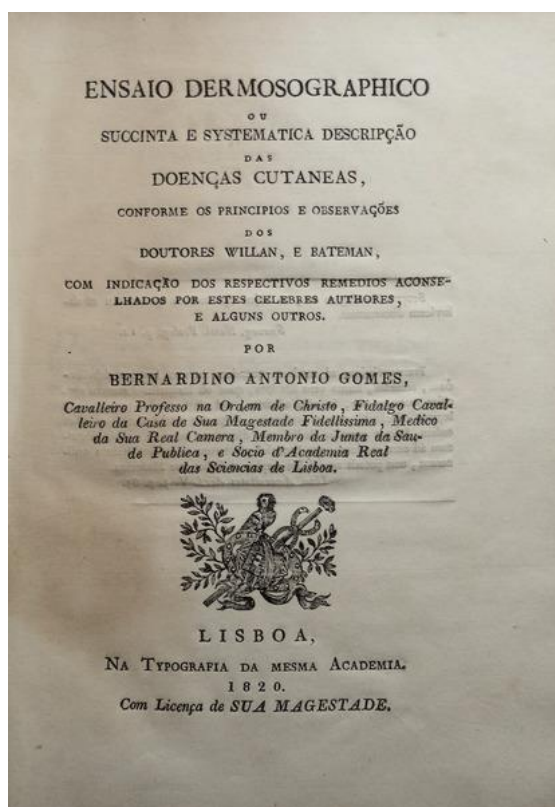 ENSAIO DERMOSOGRAPHICO
OU
SUCCINTA E SYSTEMATICA DESCRIPÇÃO
DAS
DOENÇAS CUTANEAS,
CONFORME OS PRINCIPIOS E OBSERVAÇÕES
DOS
DOUTORES WILLAN, E BATEMAN,
COM INDICAÇÃO DOS RESPECTIVOS REMEDIOS ACONSE-
LHADOS POR ESTES CELEBRES AUTHORES,
E ALGUNS OUTROS.
POR
BERNARDINO ANTONIO GOMES,
Cavalleiro Professo na Ordem de Christo, Fidalgo Caval-
leiro da Casa de Sua Magestade Fidelissima, Medico
da Sua Real Camera, Membro da Junta da Sau-
de Publica, e Socio d'Academia Real
das Sciencias de Lisboa.
LISBOA,
NA TYPOGRAFIA DA MESMA ACADEMIA.
1820.
Com Licença de SUA MAGESTADE.